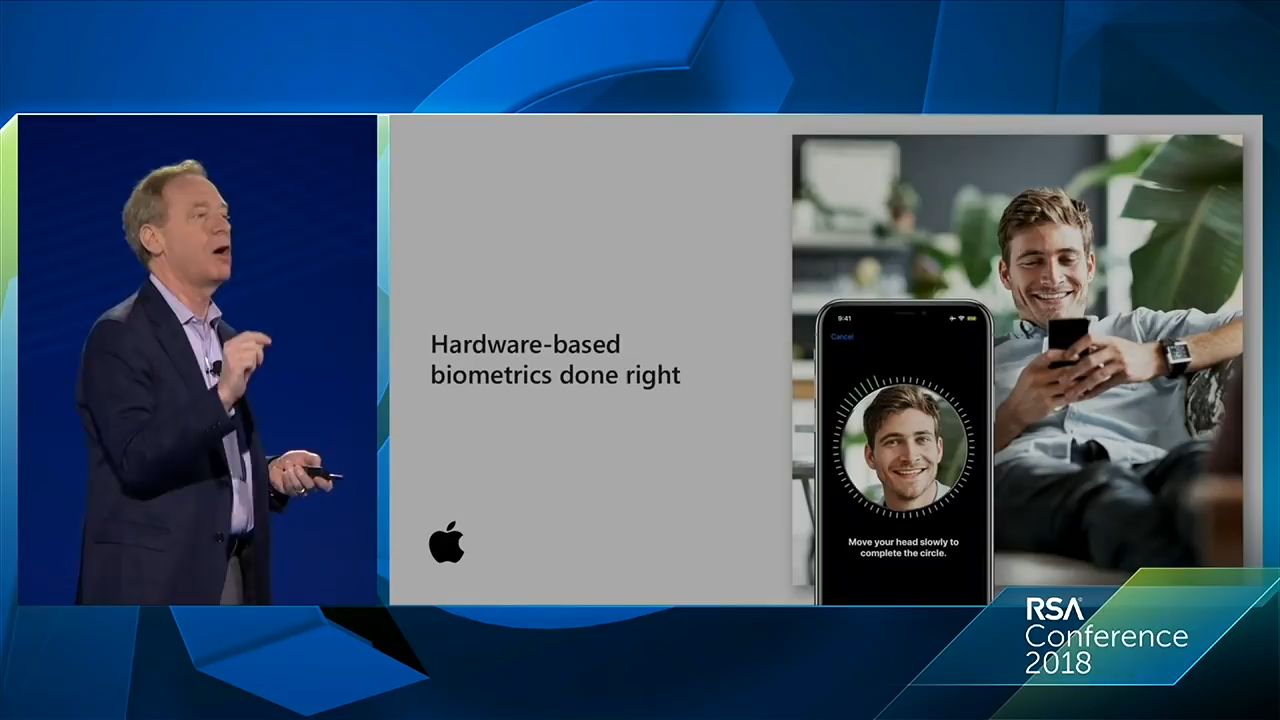 Hardware-based
biometrics done right
9:41
Cancel
Move your head slowly to
complete the circle.
RSA
Conference
2018